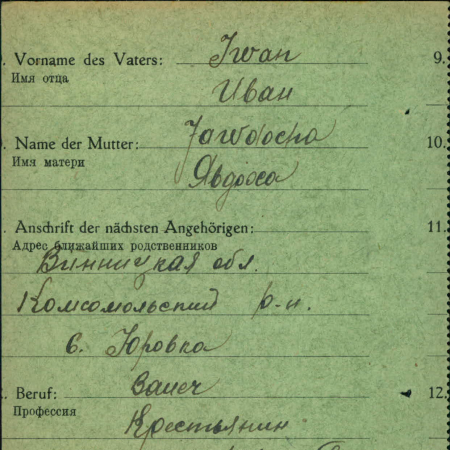 . Vorname des Vaters: Iwan 9.
Имя отца
Иван
. Name der Mutter: Jawdocha 10.
Имя матери
Явдоха
. Anschrift der nächsten Angehörigen: 11.
Адрес ближайших родственников
Винницкая обл.
Комсомольский р-н.
с. Юровка
Beruf: Bauer 12.
Профессия
Крестьянин